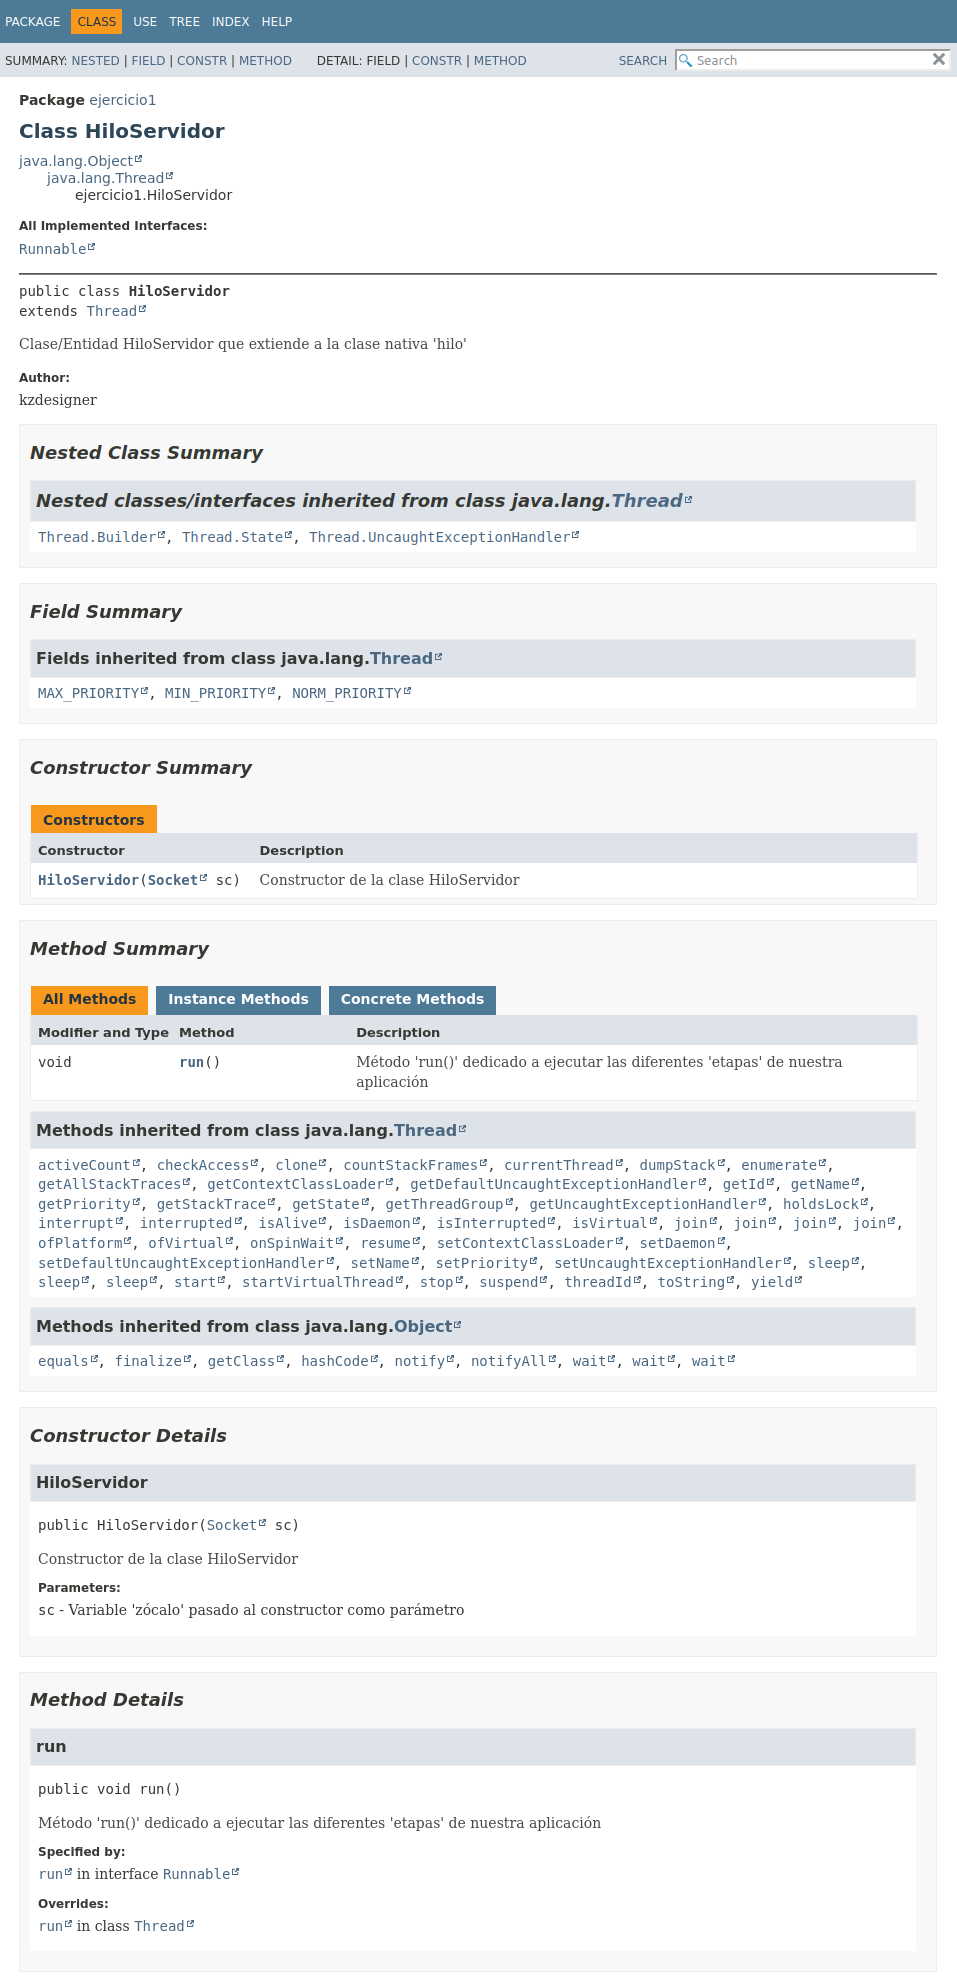 PACKAGE CLASS USE TREE INDEX HELP
SUMMARY: NESTED | FIELD | CONSTR | METHOD DETAIL: FIELD | CONSTR | METHOD SEARCH Search
Package ejercicio1
Class HiloServidor
java.lang.Object
java.lang.Thread
ejercicio1.HiloServidor
All Implemented Interfaces:
Runnable
public class HiloServidor
extends Thread
Clase/Entidad HiloServidor que extiende a la clase nativa 'hilo'
Author:
kzdesigner
Nested Class Summary
Nested classes/interfaces inherited from class java.lang.Thread
Thread.Builder, Thread.State, Thread.UncaughtExceptionHandler
Field Summary
Fields inherited from class java.lang.Thread
MAX_PRIORITY, MIN_PRIORITY, NORM_PRIORITY
Constructor Summary
Constructors
Constructor Description
HiloServidor(Socket sc) Constructor de la clase HiloServidor
Method Summary
All Methods Instance Methods Concrete Methods
Modifier and Type Method Description
void run() Método 'run()' dedicado a ejecutar las diferentes 'etapas' de nuestra
aplicación
Methods inherited from class java.lang.Thread
activeCount, checkAccess, clone, countStackFrames, currentThread, dumpStack, enumerate,
getAllStackTraces, getContextClassLoader, getDefaultUncaughtExceptionHandler, getId, getName,
getPriority, getStackTrace, getState, getThreadGroup, getUncaughtExceptionHandler, holdsLock,
interrupt, interrupted, isAlive, isDaemon, isInterrupted, isVirtual, join, join, join, join,
ofPlatform, ofVirtual, onSpinWait, resume, setContextClassLoader, setDaemon,
setDefaultUncaughtExceptionHandler, setName, setPriority, setUncaughtExceptionHandler, sleep,
sleep, sleep, start, startVirtualThread, stop, suspend, threadId, toString, yield
Methods inherited from class java.lang.Object
equals, finalize, getClass, hashCode, notify, notifyAll, wait, wait, wait
Constructor Details
HiloServidor
public HiloServidor(Socket sc)
Constructor de la clase HiloServidor
Parameters:
sc - Variable 'zócalo' pasado al constructor como parámetro
Method Details
run
public void run()
Método 'run()' dedicado a ejecutar las diferentes 'etapas' de nuestra aplicación
Specified by:
run in interface Runnable
Overrides:
run in class Thread